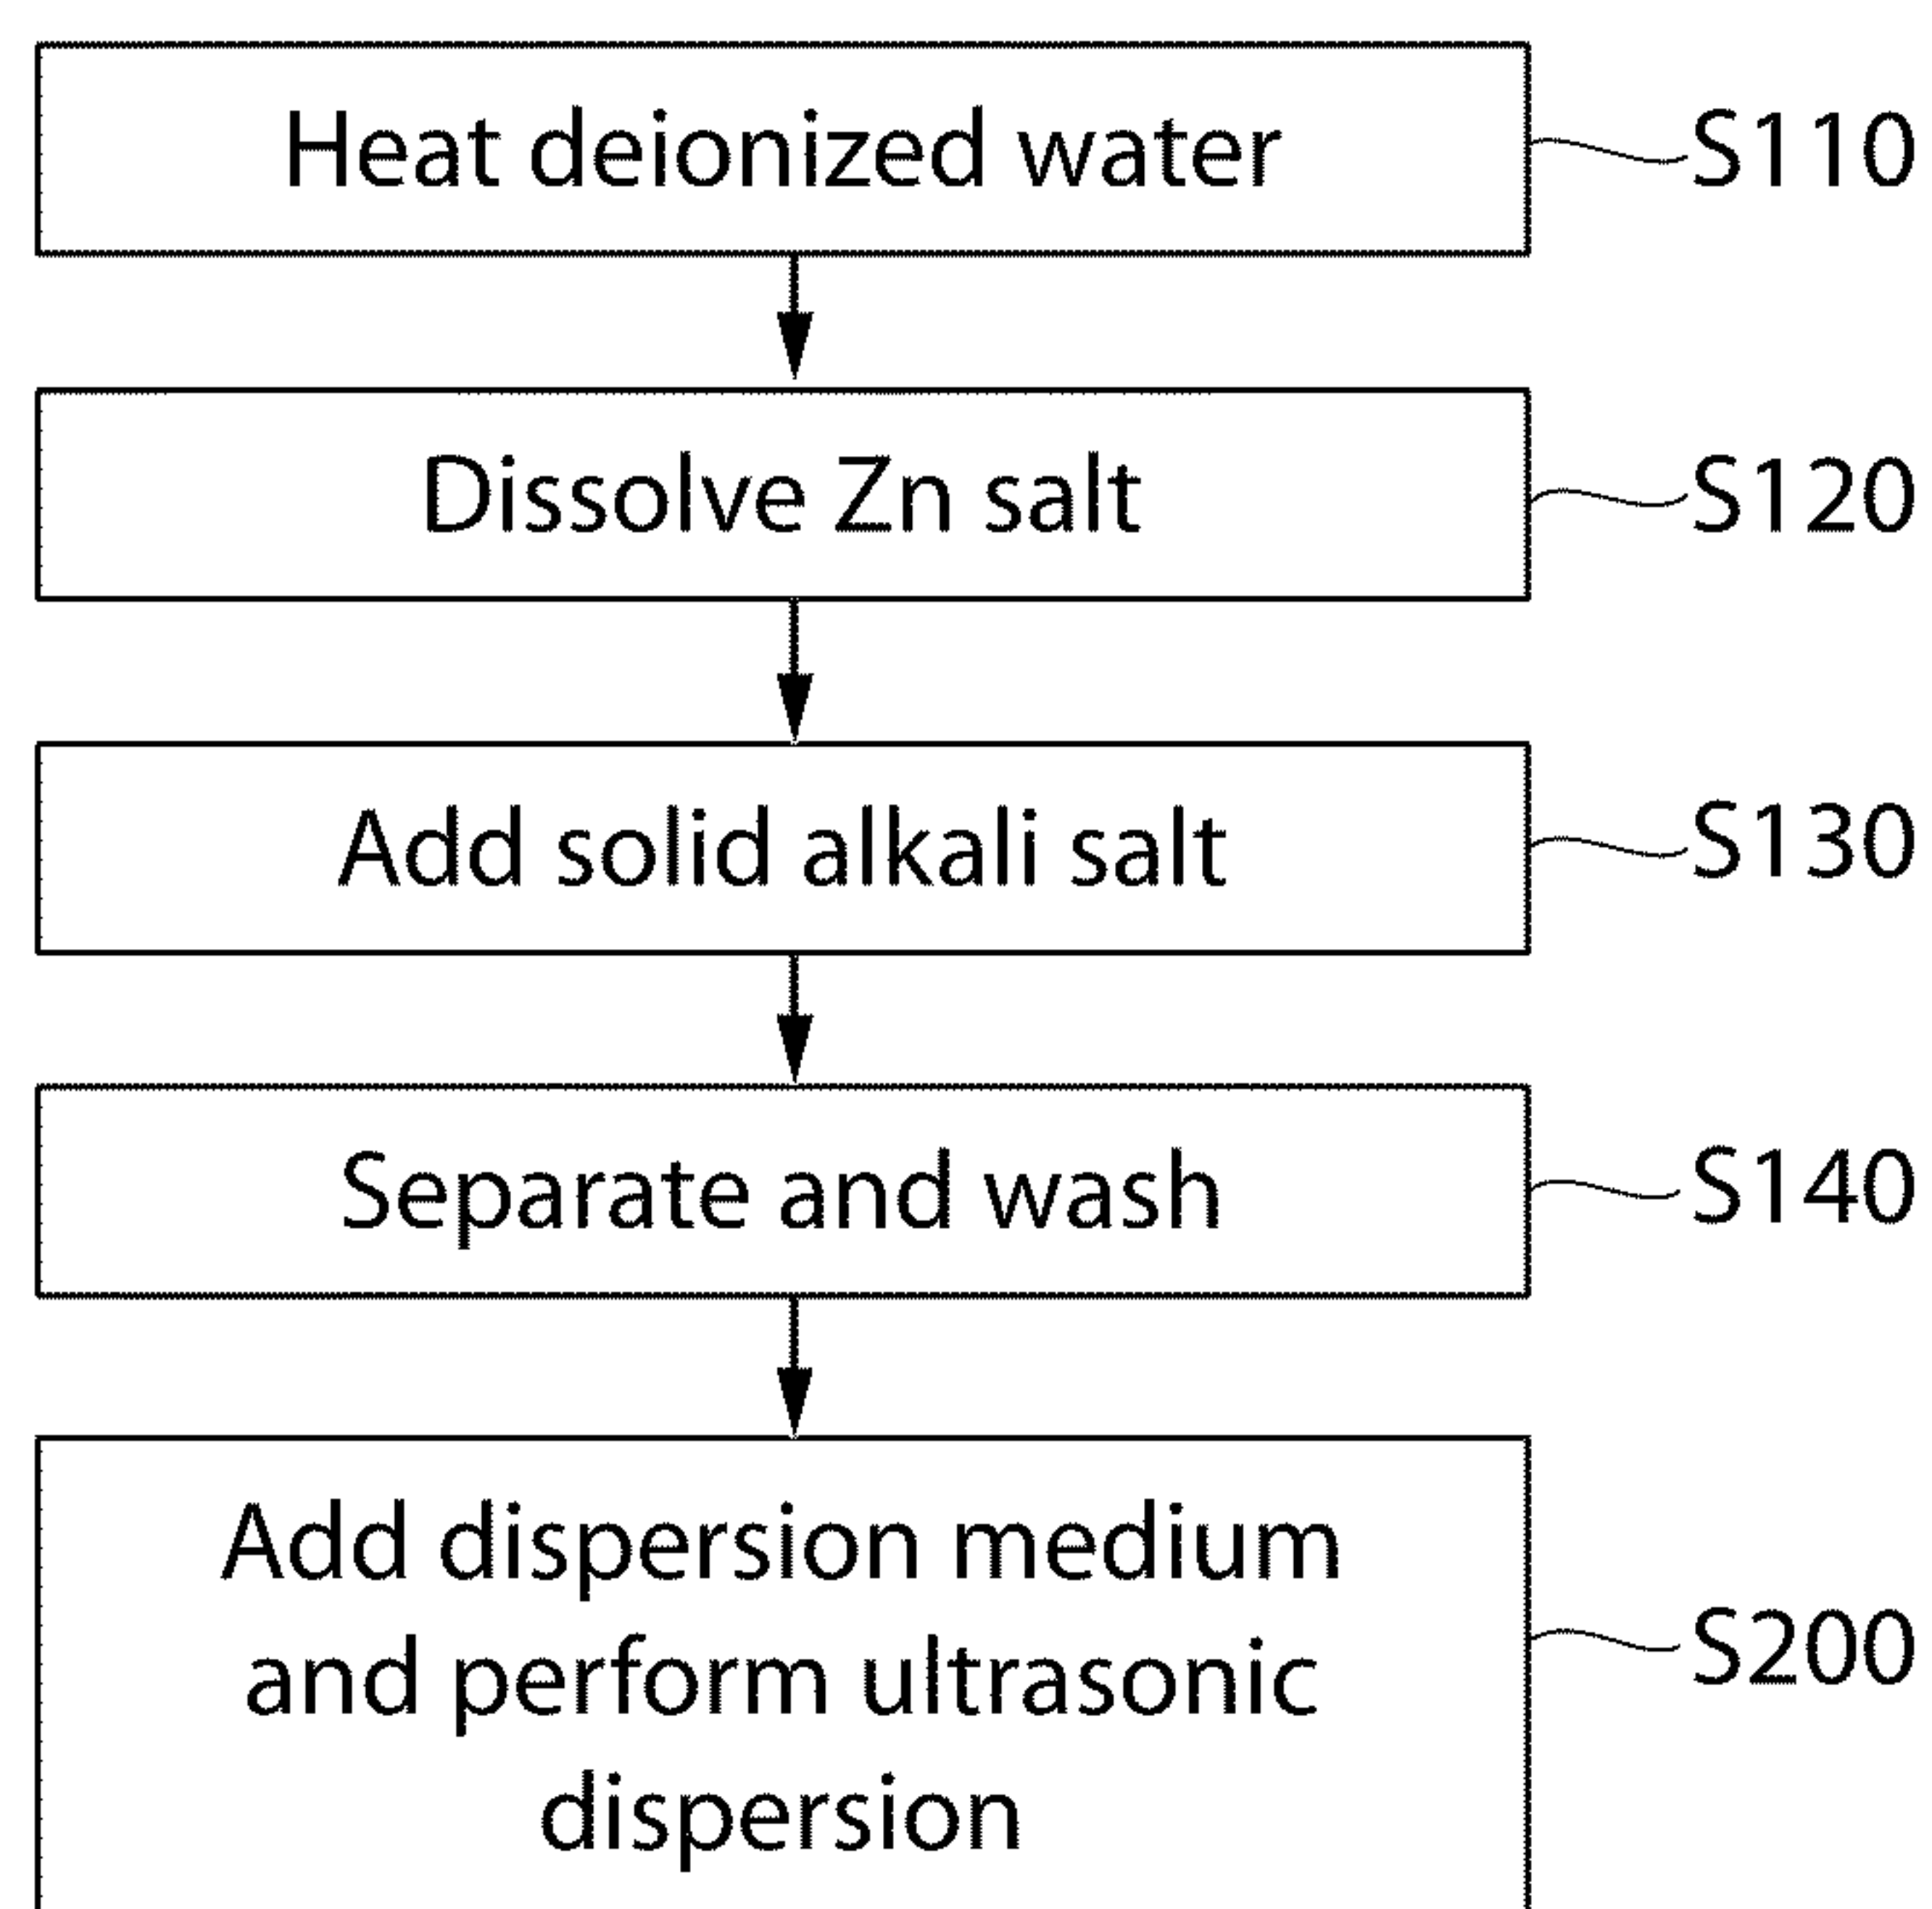 Heat deionized water S110
Dissolve Zn salt S120
Add solid alkali salt S130
Separate and wash S140
Add dispersion medium
and perform ultrasonic S200
dispersion